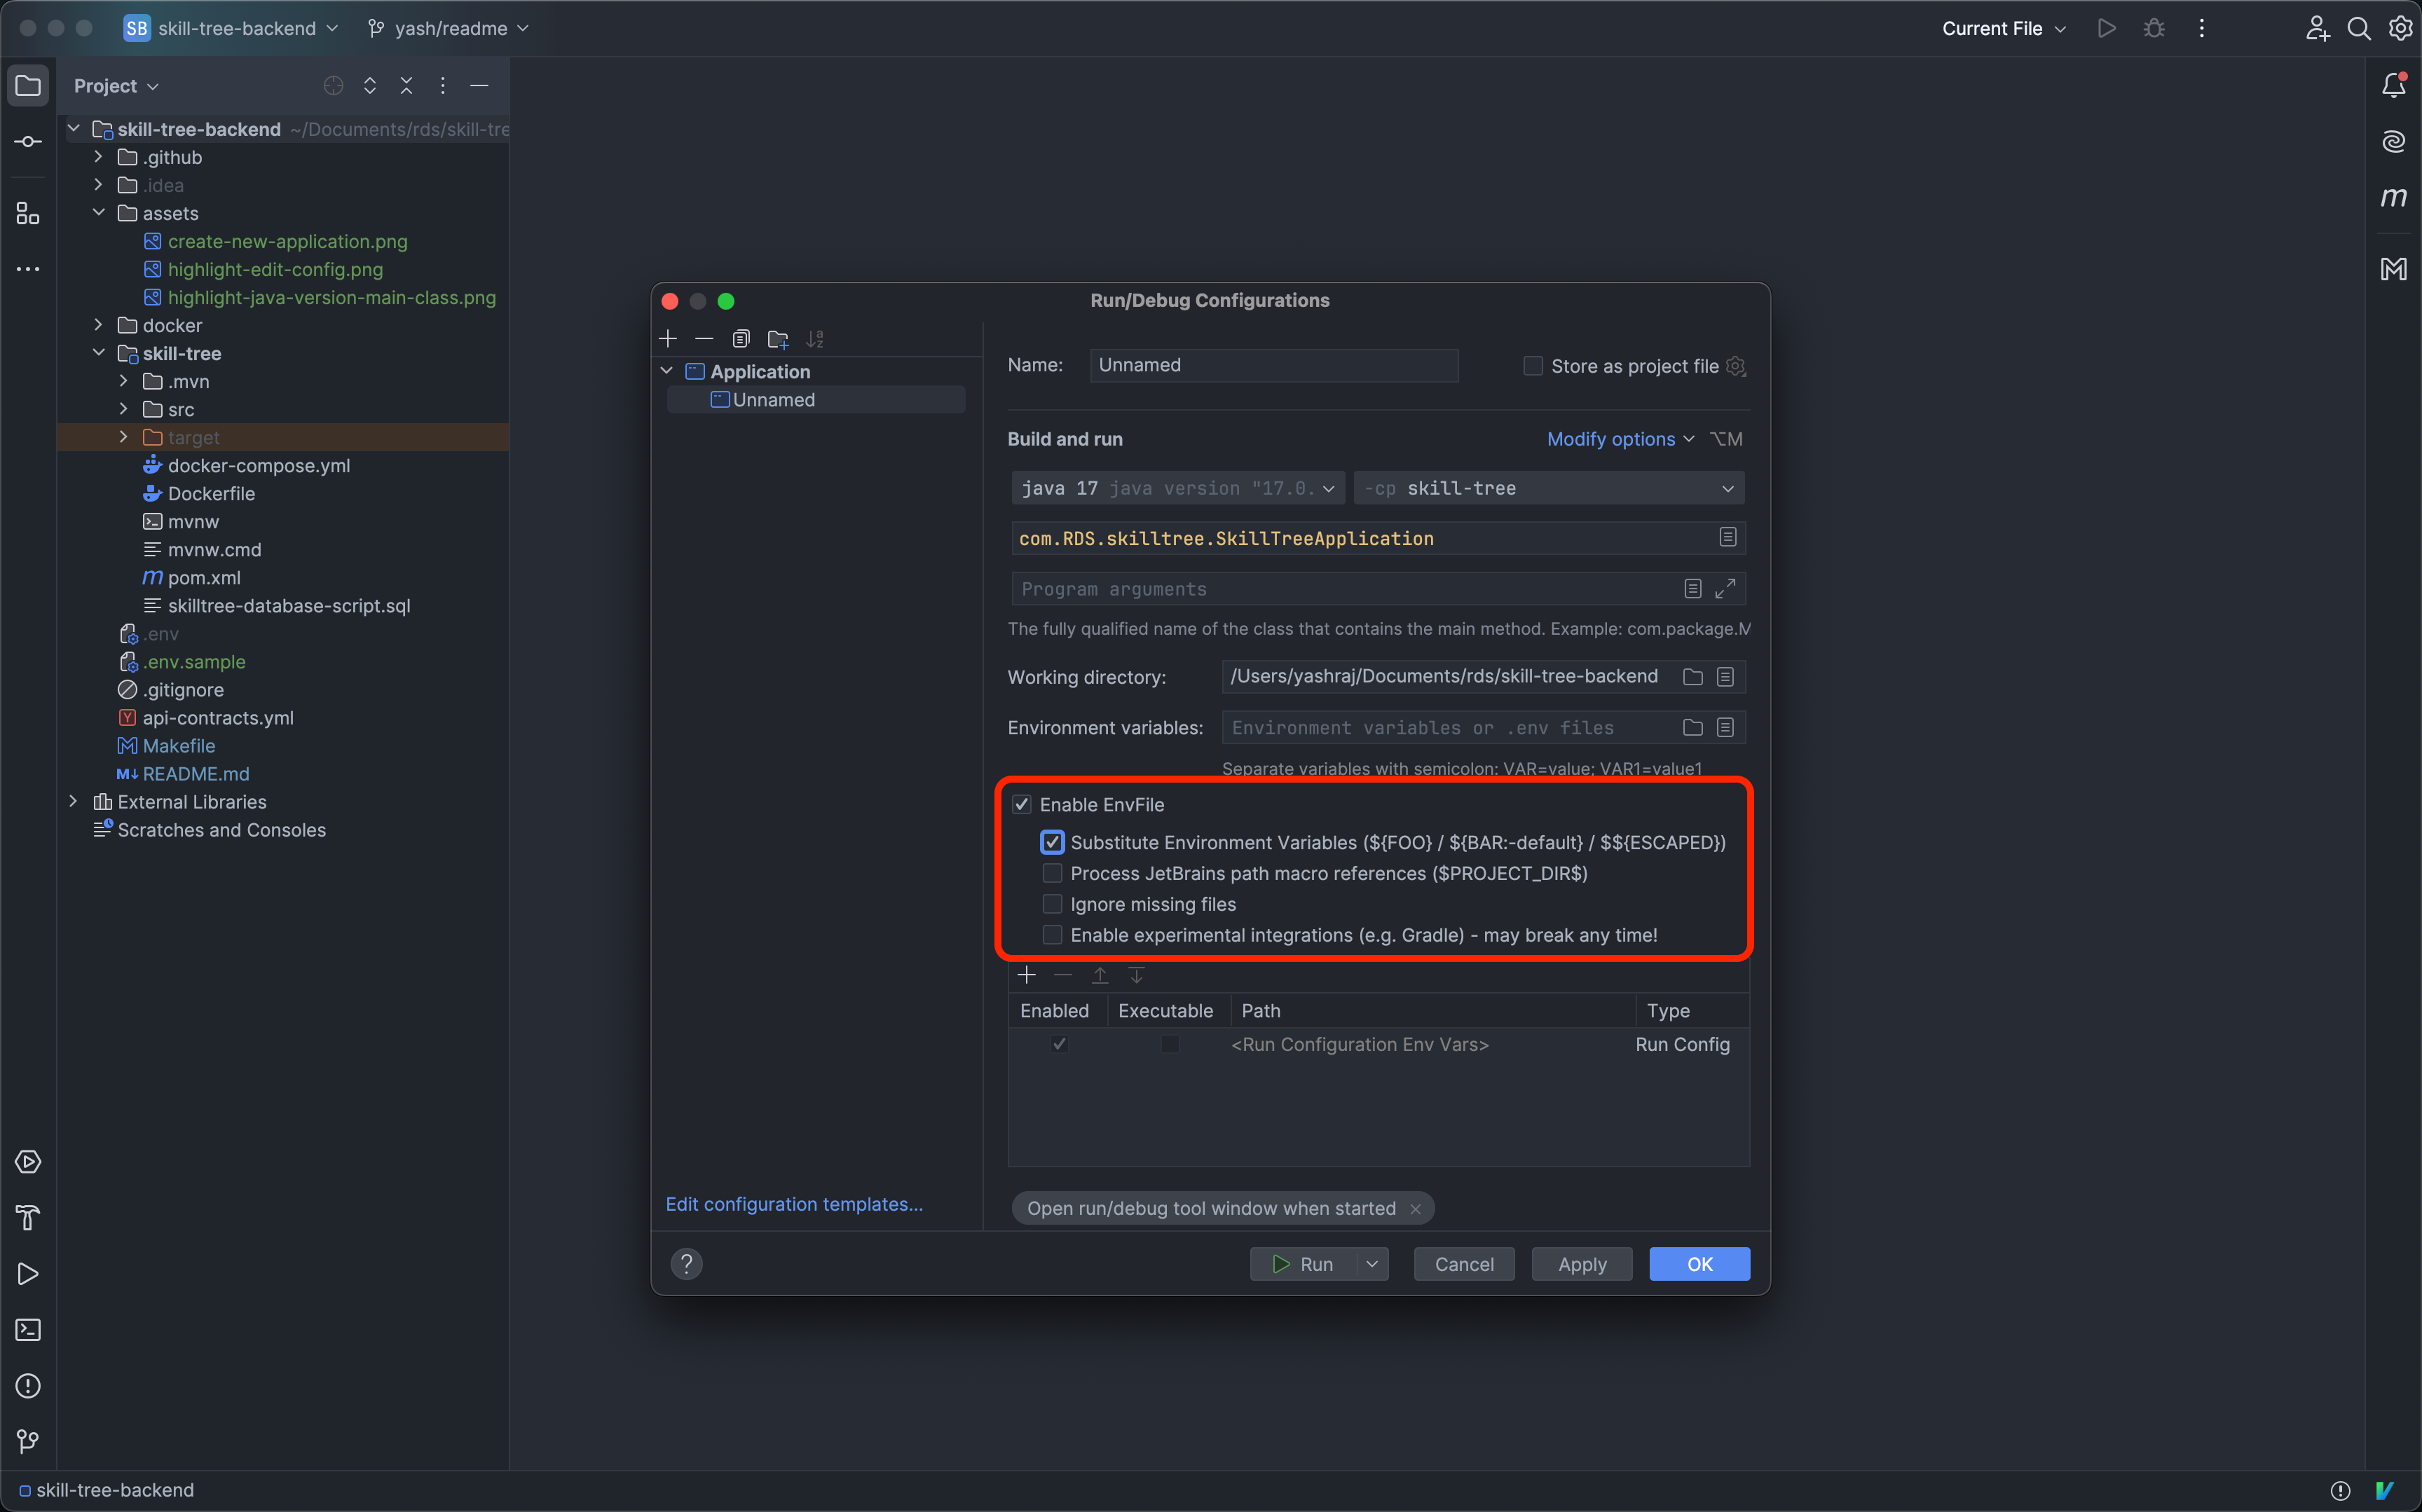 SB skill-tree-backend
yash/readme
Current File
Project
skill-tree-backend ~/Documents/rds/skill-tre
.github
.idea
assets
create-new-application.png
highlight-edit-config.png
highlight-java-version-main-class.png
docker
skill-tree
.mvn
src
target
docker-compose.yml
Dockerfile
mvnw
mvnw.cmd
pom.xml
skilltree-database-script.sql
.env
.env.sample
.gitignore
api-contracts.yml
Makefile
README.md
External Libraries
Scratches and Consoles
Run/Debug Configurations
Application
Unnamed
Edit configuration templates...
Name: Unnamed
Store as project file
Build and run
Modify options ⌥M
java 17 java version "17.0.
-cp skill-tree
com.RDS.skilltree.SkillTreeApplication
Program arguments
The fully qualified name of the class that contains the main method. Example: com.package.M
Working directory: /Users/yashraj/Documents/rds/skill-tree-backend
Environment variables: Environment variables or .env files
Separate variables with semicolon: VAR=value; VAR1=value1
Enable EnvFile
Substitute Environment Variables (${FOO} / ${BAR:-default} / $${ESCAPED})
Process JetBrains path macro references ($PROJECT_DIR$)
Ignore missing files
Enable experimental integrations (e.g. Gradle) - may break any time!
Enabled Executable Path Type
<Run Configuration Env Vars> Run Config
Open run/debug tool window when started
? Run Cancel Apply OK
skill-tree-backend